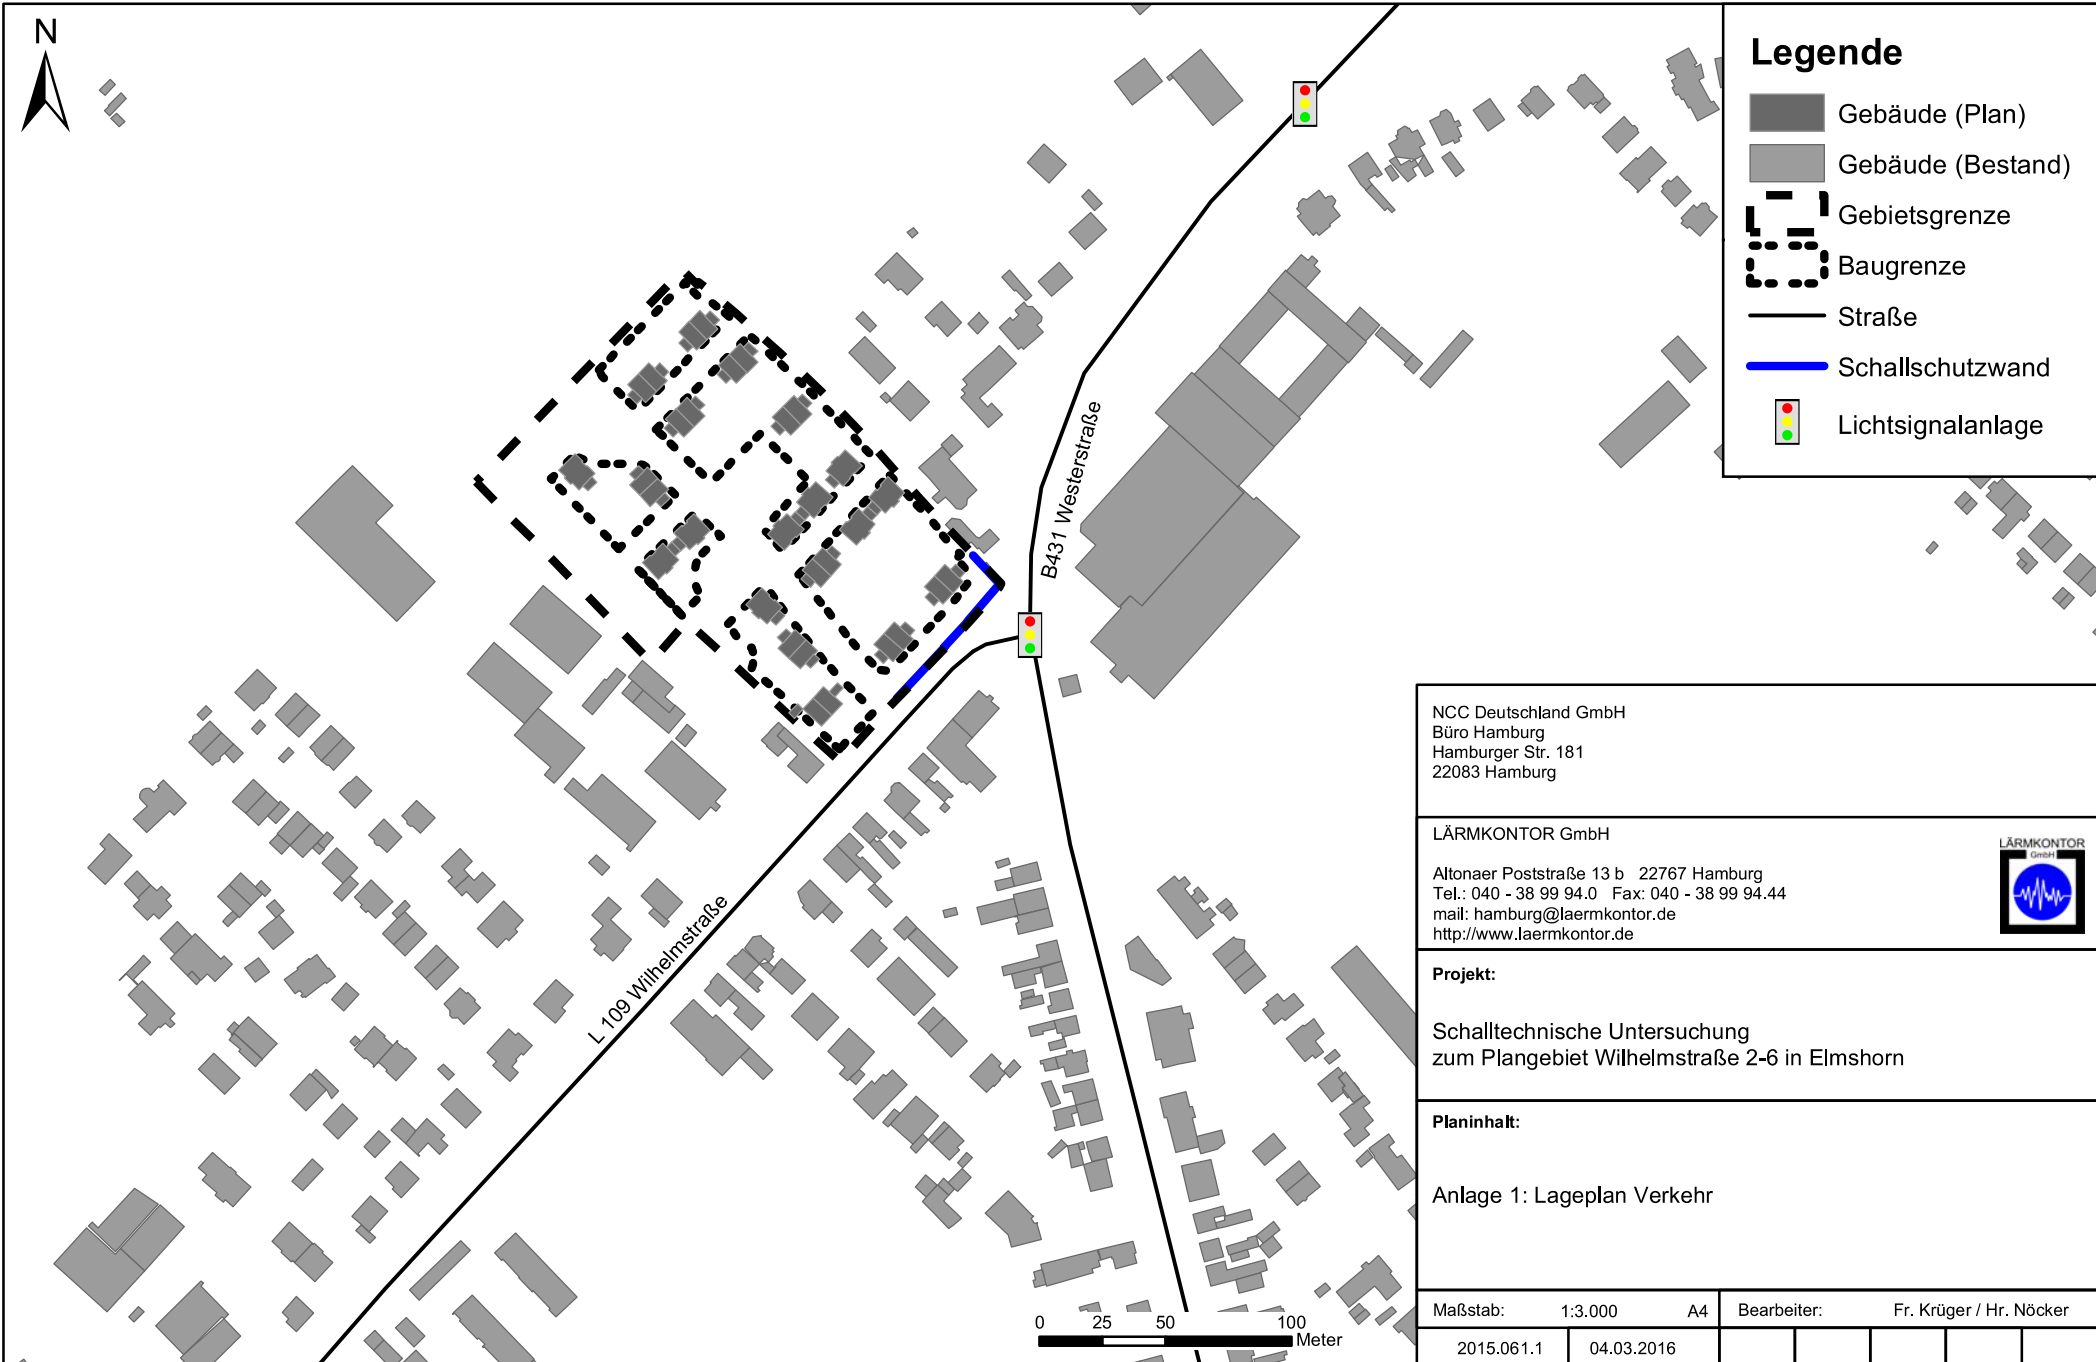 N
Legende
Gebäude (Plan)
Gebäude (Bestand)
Gebietsgrenze
Baugrenze
Straße
Schallschutzwand
Lichtsignalanlage
B431 Westerstraße
L 109 Wilhelmstraße
0 25 50 100
Meter
NCC Deutschland GmbH
Büro Hamburg
Hamburger Str. 181
22083 Hamburg
LÄRMKONTOR GmbH
Altonaer Poststraße 13 b 22767 Hamburg
Tel.: 040 - 38 99 94.0 Fax: 040 - 38 99 94.44
mail: hamburg@laermkontor.de
http://www.laermkontor.de
LÄRMKONTOR
GmbH
Projekt:
Schalltechnische Untersuchung
zum Plangebiet Wilhelmstraße 2-6 in Elmshorn
Planinhalt:
Anlage 1: Lageplan Verkehr
Maßstab: 1:3.000 A4 Bearbeiter: Fr. Krüger / Hr. Nöcker
2015.061.1 04.03.2016